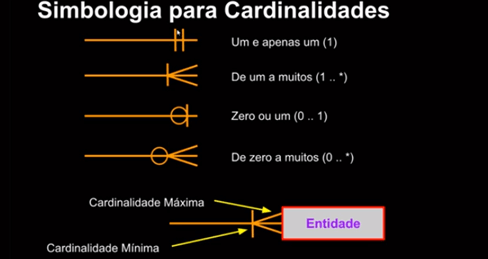 Simbologia para Cardinalidades
Um e apenas um (1)
De um a muitos (1 .. *)
Zero ou um (0 .. 1)
De zero a muitos (0 .. *)
Cardinalidade Máxima
Entidade
Cardinalidade Mínima